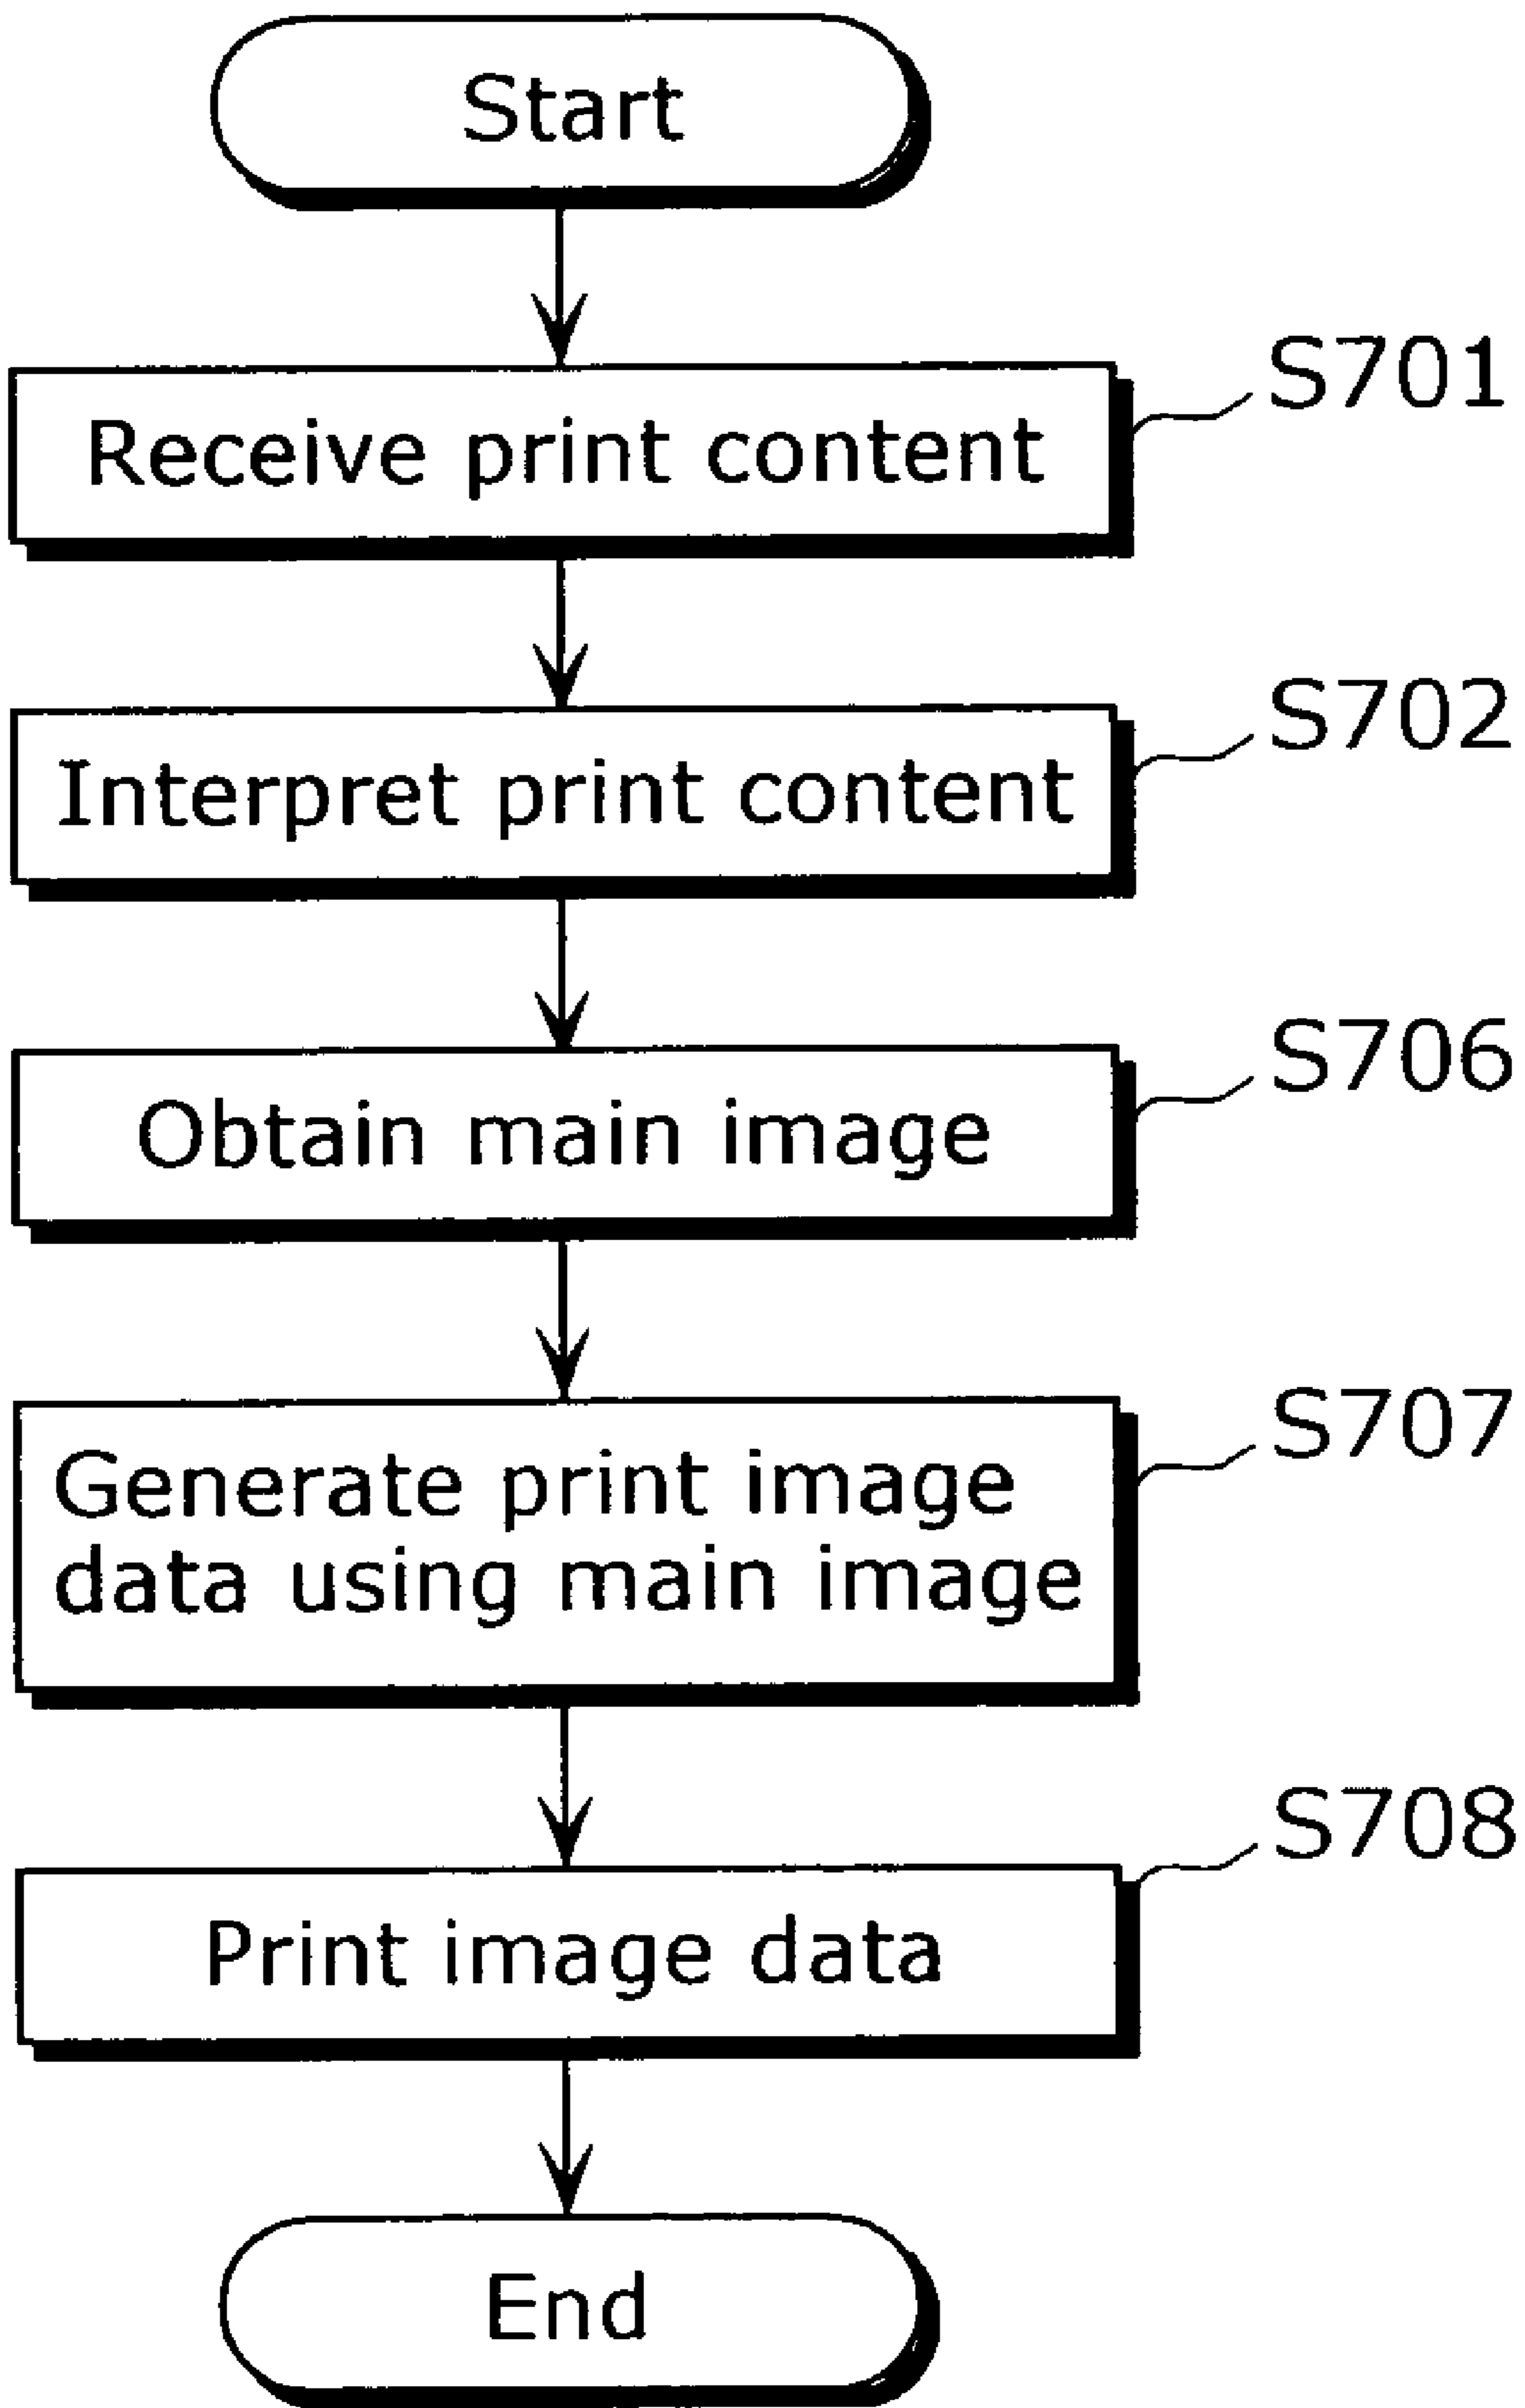 Start
S701
Receive print content
S702
Interpret print content
S706
Obtain main image
S707
Generate print image
data using main image
S708
Print image data
End